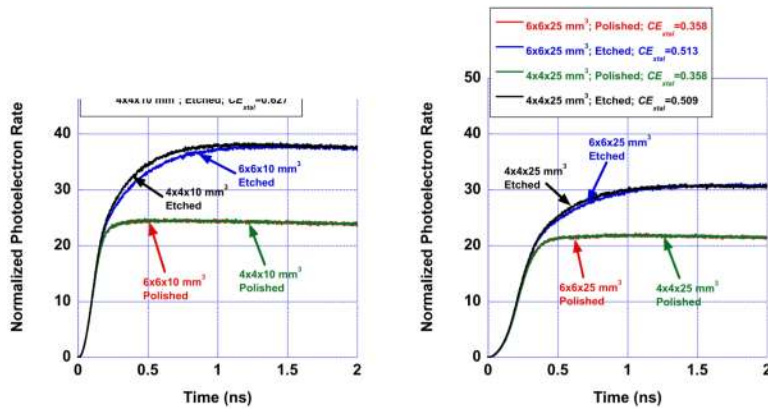 4x4x10 mm³; Etched; CE_xtal=0.627
Normalized Photoelectron Rate
40
30
20
10
0
0
0.5
1
1.5
2
Time (ns)
6x6x10 mm³
Etched
4x4x10 mm³
Etched
6x6x10 mm³
Polished
4x4x10 mm³
Polished
6x6x25 mm³; Polished; CE_xtal=0.358
6x6x25 mm³; Etched; CE_xtal=0.513
4x4x25 mm³; Polished; CE_xtal=0.358
4x4x25 mm³; Etched; CE_xtal=0.509
Normalized Photoelectron Rate
50
40
30
20
10
0
0
0.5
1
1.5
2
Time (ns)
6x6x25 mm³
Etched
4x4x25 mm³
Etched
6x6x25 mm³
Polished
4x4x25 mm³
Polished